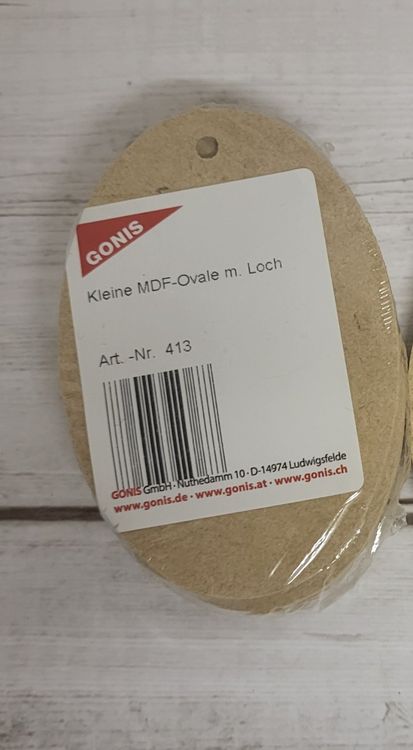 GONIS
Kleine MDF-Ovale m. Loch
Art. -Nr. 413
GONIS GmbH · Nuthedamm 10 · D-14974 Ludwigsfelde
www.gonis.de · www.gonis.at · www.gonis.ch